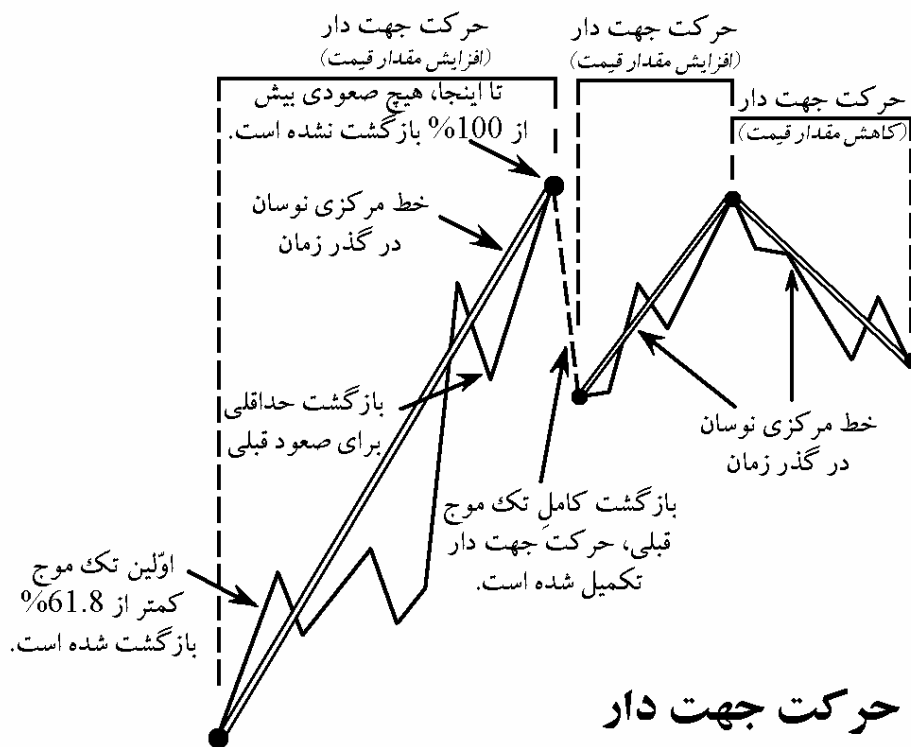 حرکت جهت دار
(افزایش مقدار قیمت)
حرکت جهت دار
(افزایش مقدار قیمت)
حرکت جهت دار
(کاهش مقدار قیمت)
تا اینجا، هیچ صعودی بیش
از 100% بازگشت نشده است.
خط مرکزی نوسان
در گذر زمان
بازگشت حداقلی
برای صعود قبلی
خط مرکزی نوسان
در گذر زمان
بازگشت کاملِ تک موج
قبلی، حرکت جهت دار
تکمیل شده است.
اوّلین تک موج
کمتر از 61.8%
بازگشت شده است.
حرکت جهت دار